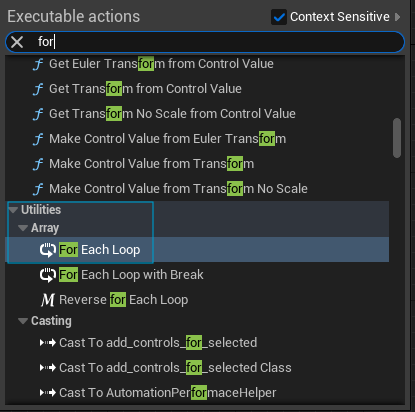 Executable actions
Context Sensitive
for
f Get Euler Transform from Control Value
f Get Transform from Control Value
f Get Transform No Scale from Control Value
f Make Control Value from Euler Transform
f Make Control Value from Transform
f Make Control Value from Transform No Scale
Utilities
Array
For Each Loop
For Each Loop with Break
M Reverse for Each Loop
Casting
Cast To add_controls_for_selected
Cast To add_controls_for_selected Class
Cast To AutomationPerformaceHelper